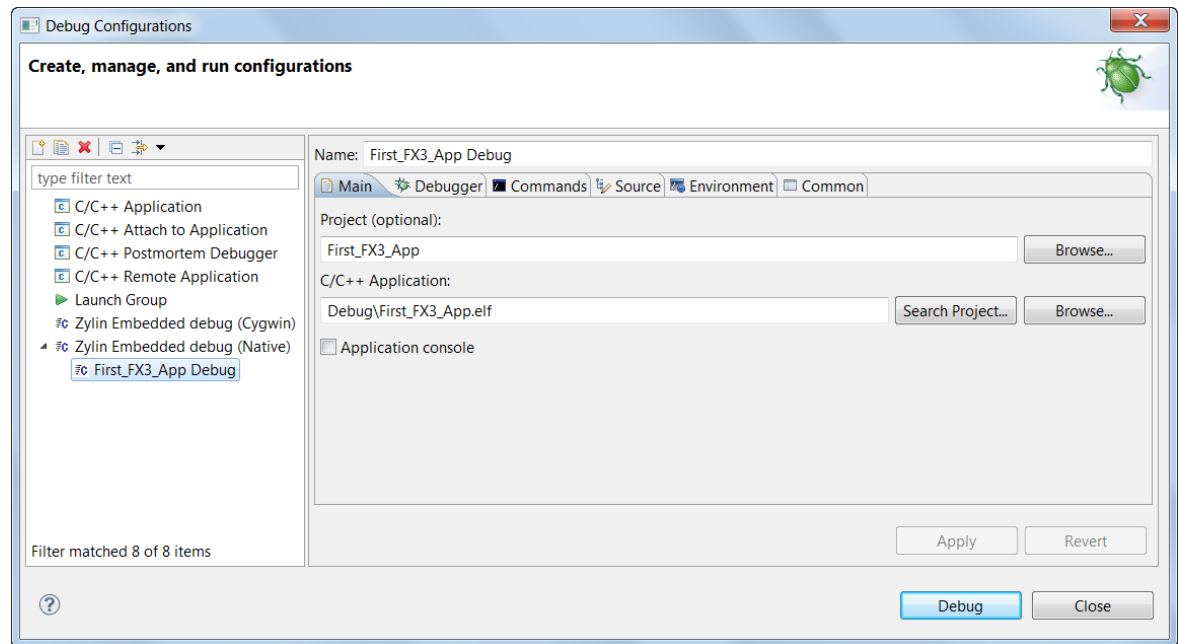 Debug Configurations
Create, manage, and run configurations
type filter text
C/C++ Application
C/C++ Attach to Application
C/C++ Postmortem Debugger
C/C++ Remote Application
Launch Group
Zylin Embedded debug (Cygwin)
Zylin Embedded debug (Native)
First_FX3_App Debug
Filter matched 8 of 8 items
Name: First_FX3_App Debug
Main Debugger Commands Source Environment Common
Project (optional):
First_FX3_App Browse...
C/C++ Application:
Debug\First_FX3_App.elf Search Project... Browse...
Application console
Apply Revert
Debug Close